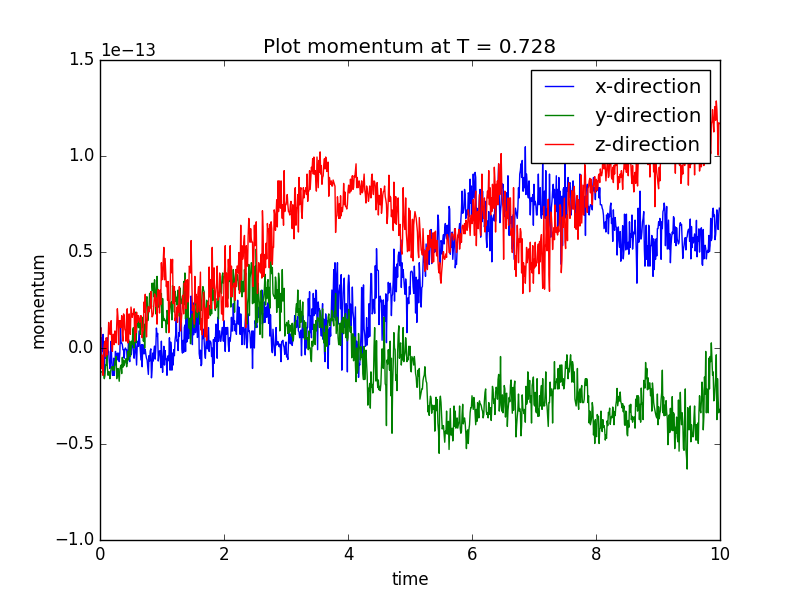 Plot momentum at T = 0.728
1e−13
1.5
1.0
0.5
0.0
−0.5
−1.0
momentum
x-direction
y-direction
z-direction
0 2 4 6 8 10
time